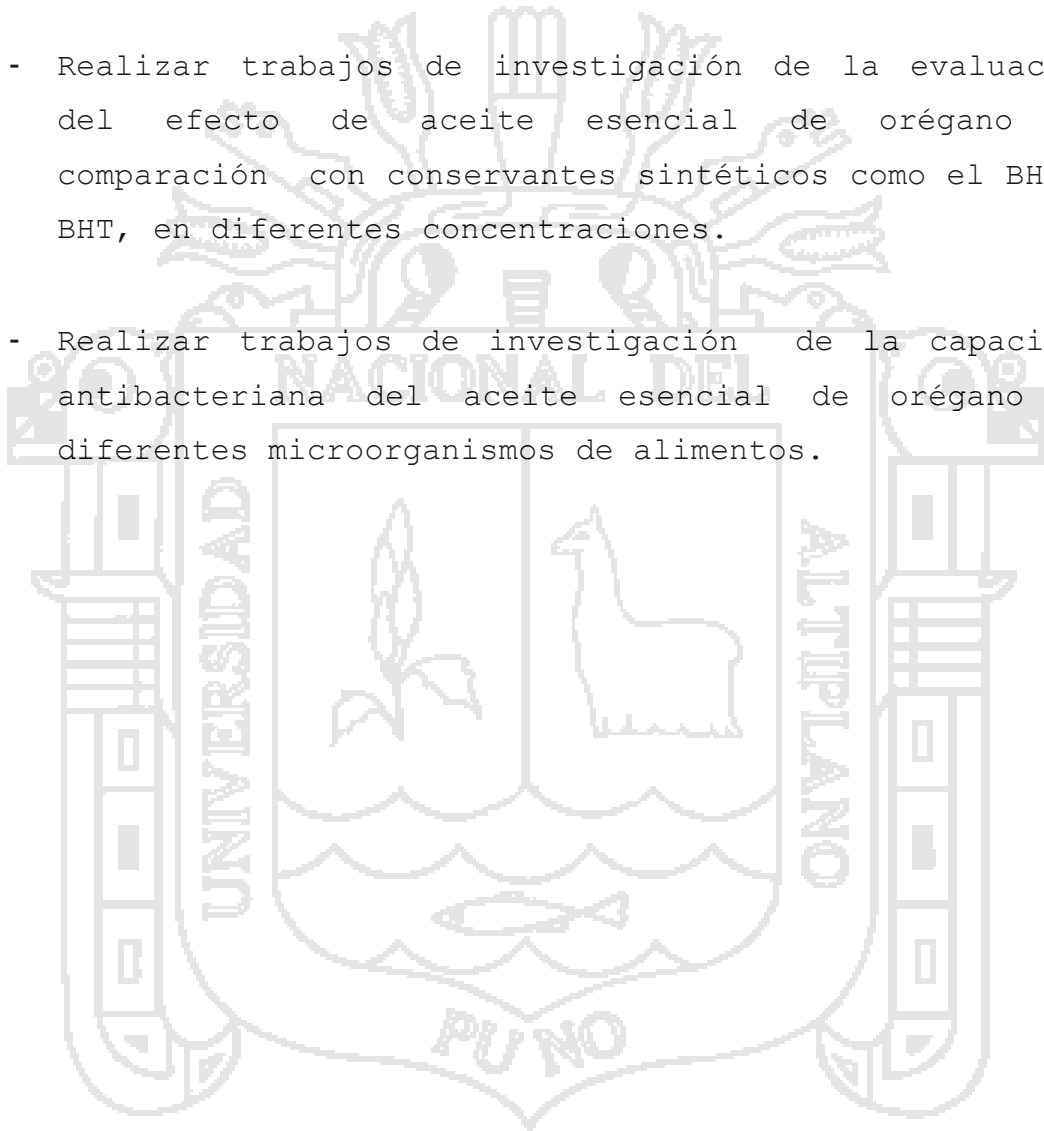 - Realizar trabajos de investigación de la evaluac
del efecto de aceite esencial de orégano
comparación con conservantes sintéticos como el BH
BHT, en diferentes concentraciones.
- Realizar trabajos de investigación de la capaci
antibacteriana del aceite esencial de orégano
diferentes microorganismos de alimentos.
NACIONAL DEL
UNIVERSIDAD
ALTIPLANO
PUNO